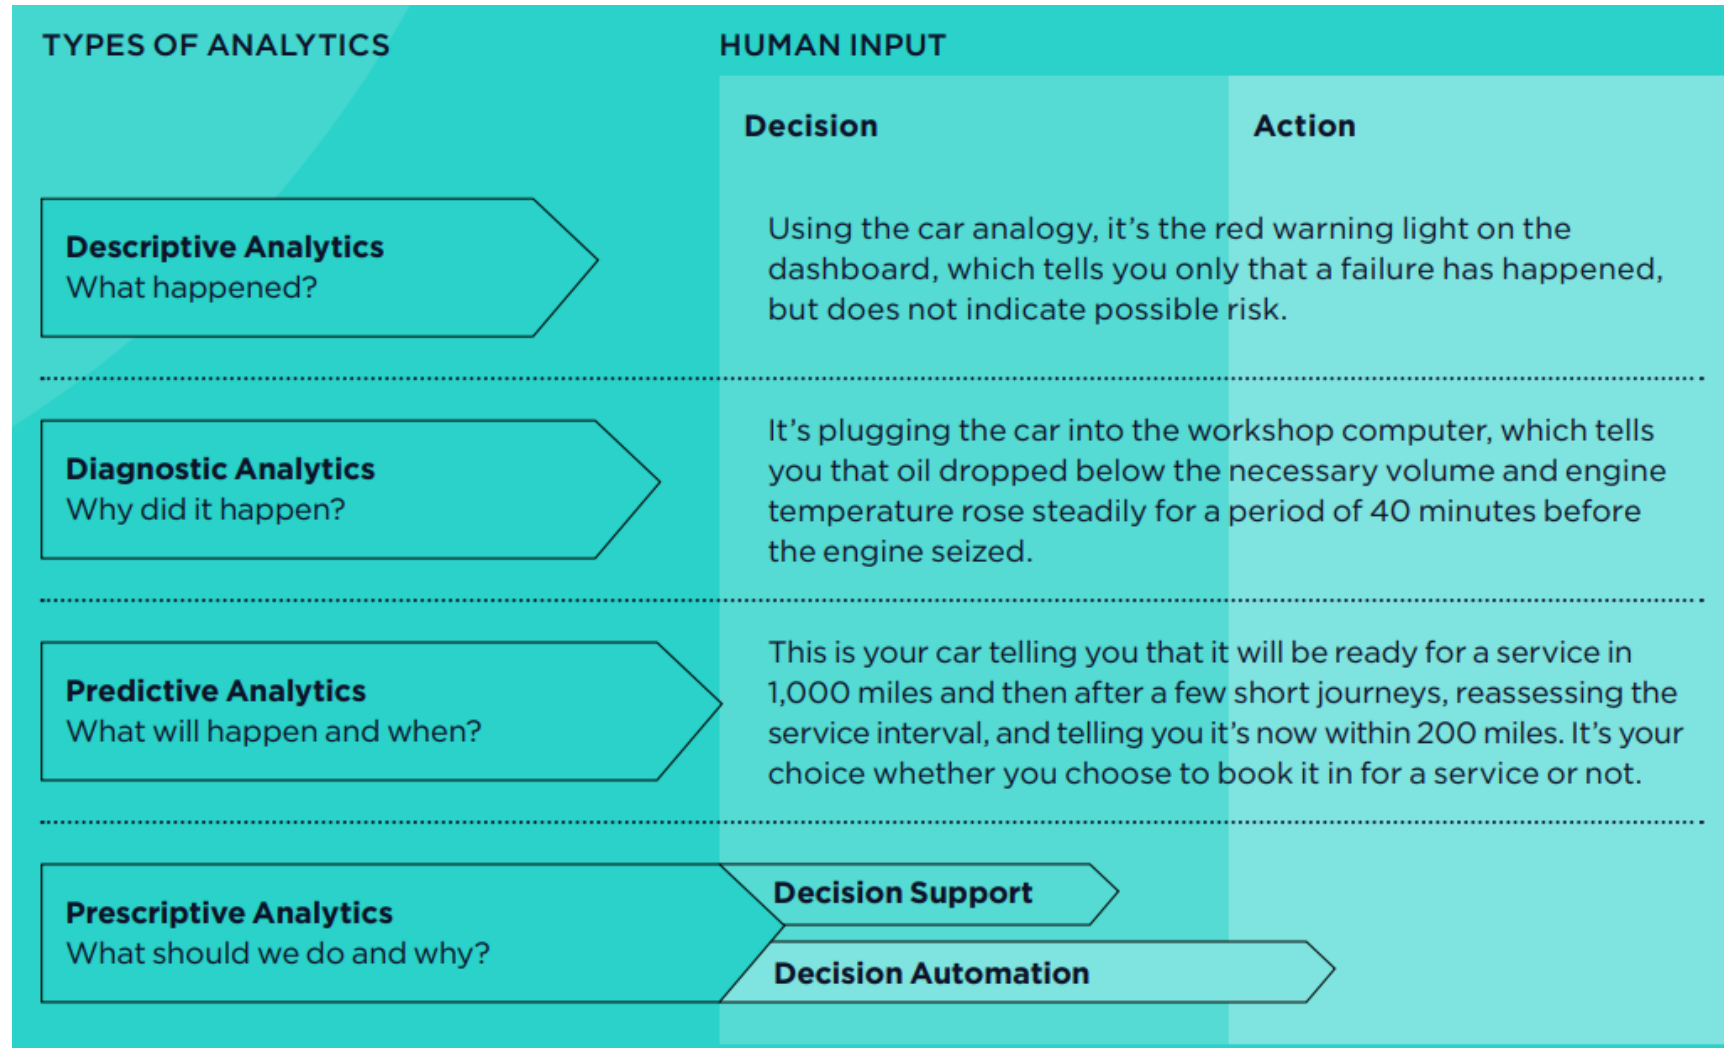 TYPES OF ANALYTICS
HUMAN INPUT
Decision
Action
Descriptive Analytics
What happened?
Using the car analogy, it's the red warning light on the
dashboard, which tells you only that a failure has happened,
but does not indicate possible risk.
Diagnostic Analytics
Why did it happen?
It's plugging the car into the workshop computer, which tells
you that oil dropped below the necessary volume and engine
temperature rose steadily for a period of 40 minutes before
the engine seized.
Predictive Analytics
What will happen and when?
This is your car telling you that it will be ready for a service in
1,000 miles and then after a few short journeys, reassessing the
service interval, and telling you it's now within 200 miles. It's your
choice whether you choose to book it in for a service or not.
Prescriptive Analytics
What should we do and why?
Decision Support
Decision Automation